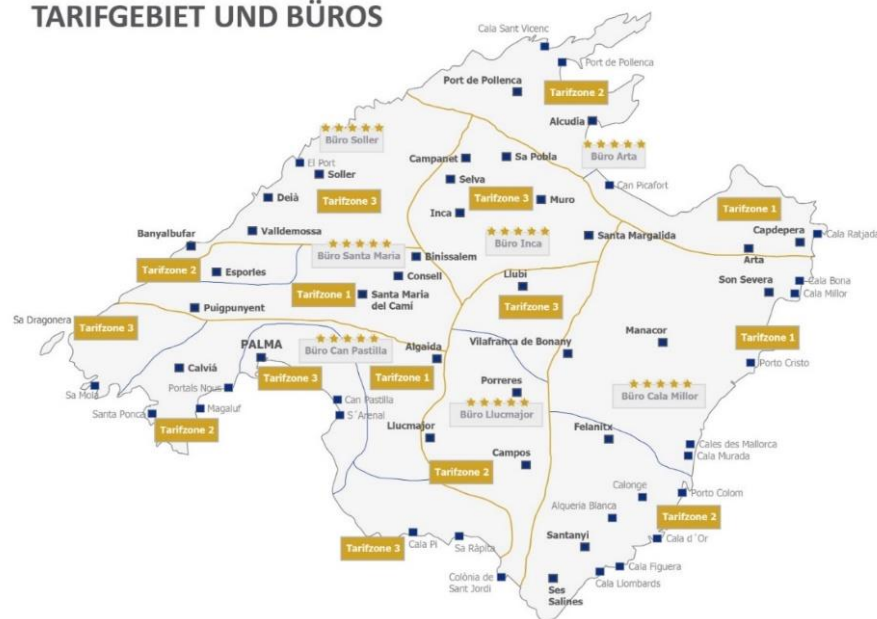 TARIFGEBIET UND BÜROS
Cala Sant Vicenc
Port de Pollenca
Port de Pollenca
Tarifzone 2
Alcudia
Büro Soller
Büro Arta
El Port
Soller
Campanet
Sa Pobla
Selva
Can Picafort
Deià
Tarifzone 3
Tarifzone 3
Muro
Inca
Tarifzone 1
Banyalbufar
Valldemossa
Büro Inca
Santa Margalida
Capdepera
Cala Ratjada
Büro Santa Maria
Binissalem
Arta
Tarifzone 2
Esporles
Consell
Llubi
Son Severa
Cala Bona
Cala Millor
Tarifzone 1
Santa Maria
del Camí
Puigpunyent
Tarifzone 3
Sa Dragonera
Tarifzone 3
Manacor
Tarifzone 1
PALMA
Büro Can Pastilla
Algaida
Vilafranca de Bonany
Porto Cristo
Calviá
Tarifzone 3
Tarifzone 1
Sa Mola
Portals Nous
Porreres
Büro Cala Millor
Can Pastilla
Büro Llucmajor
Santa Ponca
Magaluf
S´Arenal
Tarifzone 2
Llucmajor
Felanitx
Cales des Mallorca
Cala Murada
Tarifzone 2
Campos
Calonge
Porto Colom
Alqueria Blanca
Tarifzone 2
Santanyi
Cala d´Or
Tarifzone 3
Cala Pi
Sa Ràpita
Cala Figuera
Colònia de
Sant Jordi
Cala Llombards
Ses
Salines